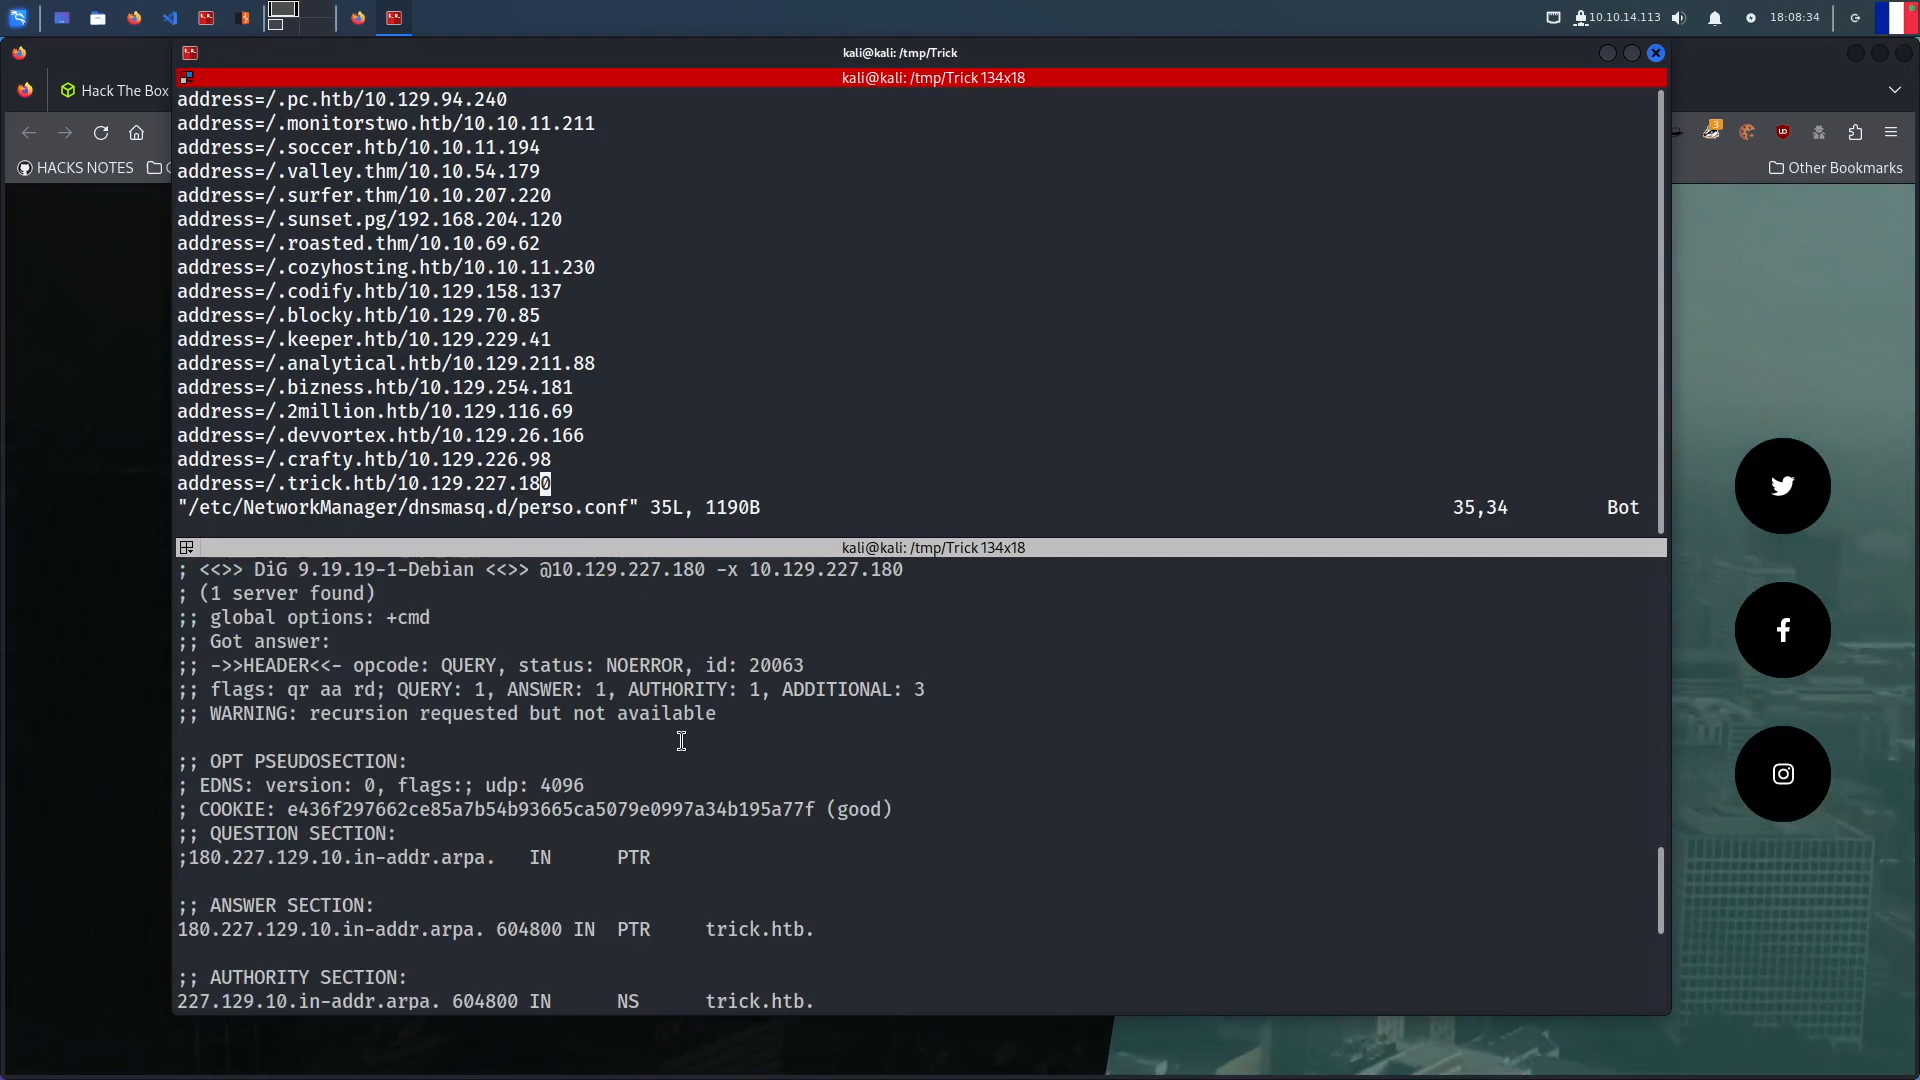 10.10.14.113
18:08:34
kali@kali: /tmp/Trick
Hack The Box
kali@kali: /tmp/Trick 134x18
HACKS NOTES
Other Bookmarks
3
address=/.pc.htb/10.129.94.240
address=/.monitorstwo.htb/10.10.11.211
address=/.soccer.htb/10.10.11.194
address=/.valley.thm/10.10.54.179
address=/.surfer.thm/10.10.207.220
address=/.sunset.pg/192.168.204.120
address=/.roasted.thm/10.10.69.62
address=/.cozyhosting.htb/10.10.11.230
address=/.codify.htb/10.129.158.137
address=/.blocky.htb/10.129.70.85
address=/.keeper.htb/10.129.229.41
address=/.analytical.htb/10.129.211.88
address=/.bizness.htb/10.129.254.181
address=/.2million.htb/10.129.116.69
address=/.devvortex.htb/10.129.26.166
address=/.crafty.htb/10.129.226.98
address=/.trick.htb/10.129.227.180
"/etc/NetworkManager/dnsmasq.d/perso.conf" 35L, 1190B 35,34 Bot
kali@kali: /tmp/Trick 134x18
; <<>> DiG 9.19.19-1-Debian <<>> @10.129.227.180 -x 10.129.227.180
; (1 server found)
;; global options: +cmd
;; Got answer:
;; ->>HEADER<<- opcode: QUERY, status: NOERROR, id: 20063
;; flags: qr aa rd; QUERY: 1, ANSWER: 1, AUTHORITY: 1, ADDITIONAL: 3
;; WARNING: recursion requested but not available
;; OPT PSEUDOSECTION:
; EDNS: version: 0, flags:; udp: 4096
; COOKIE: e436f297662ce85a7b54b93665ca5079e0997a34b195a77f (good)
;; QUESTION SECTION:
;180.227.129.10.in-addr.arpa. IN PTR
;; ANSWER SECTION:
180.227.129.10.in-addr.arpa. 604800 IN PTR trick.htb.
;; AUTHORITY SECTION:
227.129.10.in-addr.arpa. 604800 IN NS trick.htb.